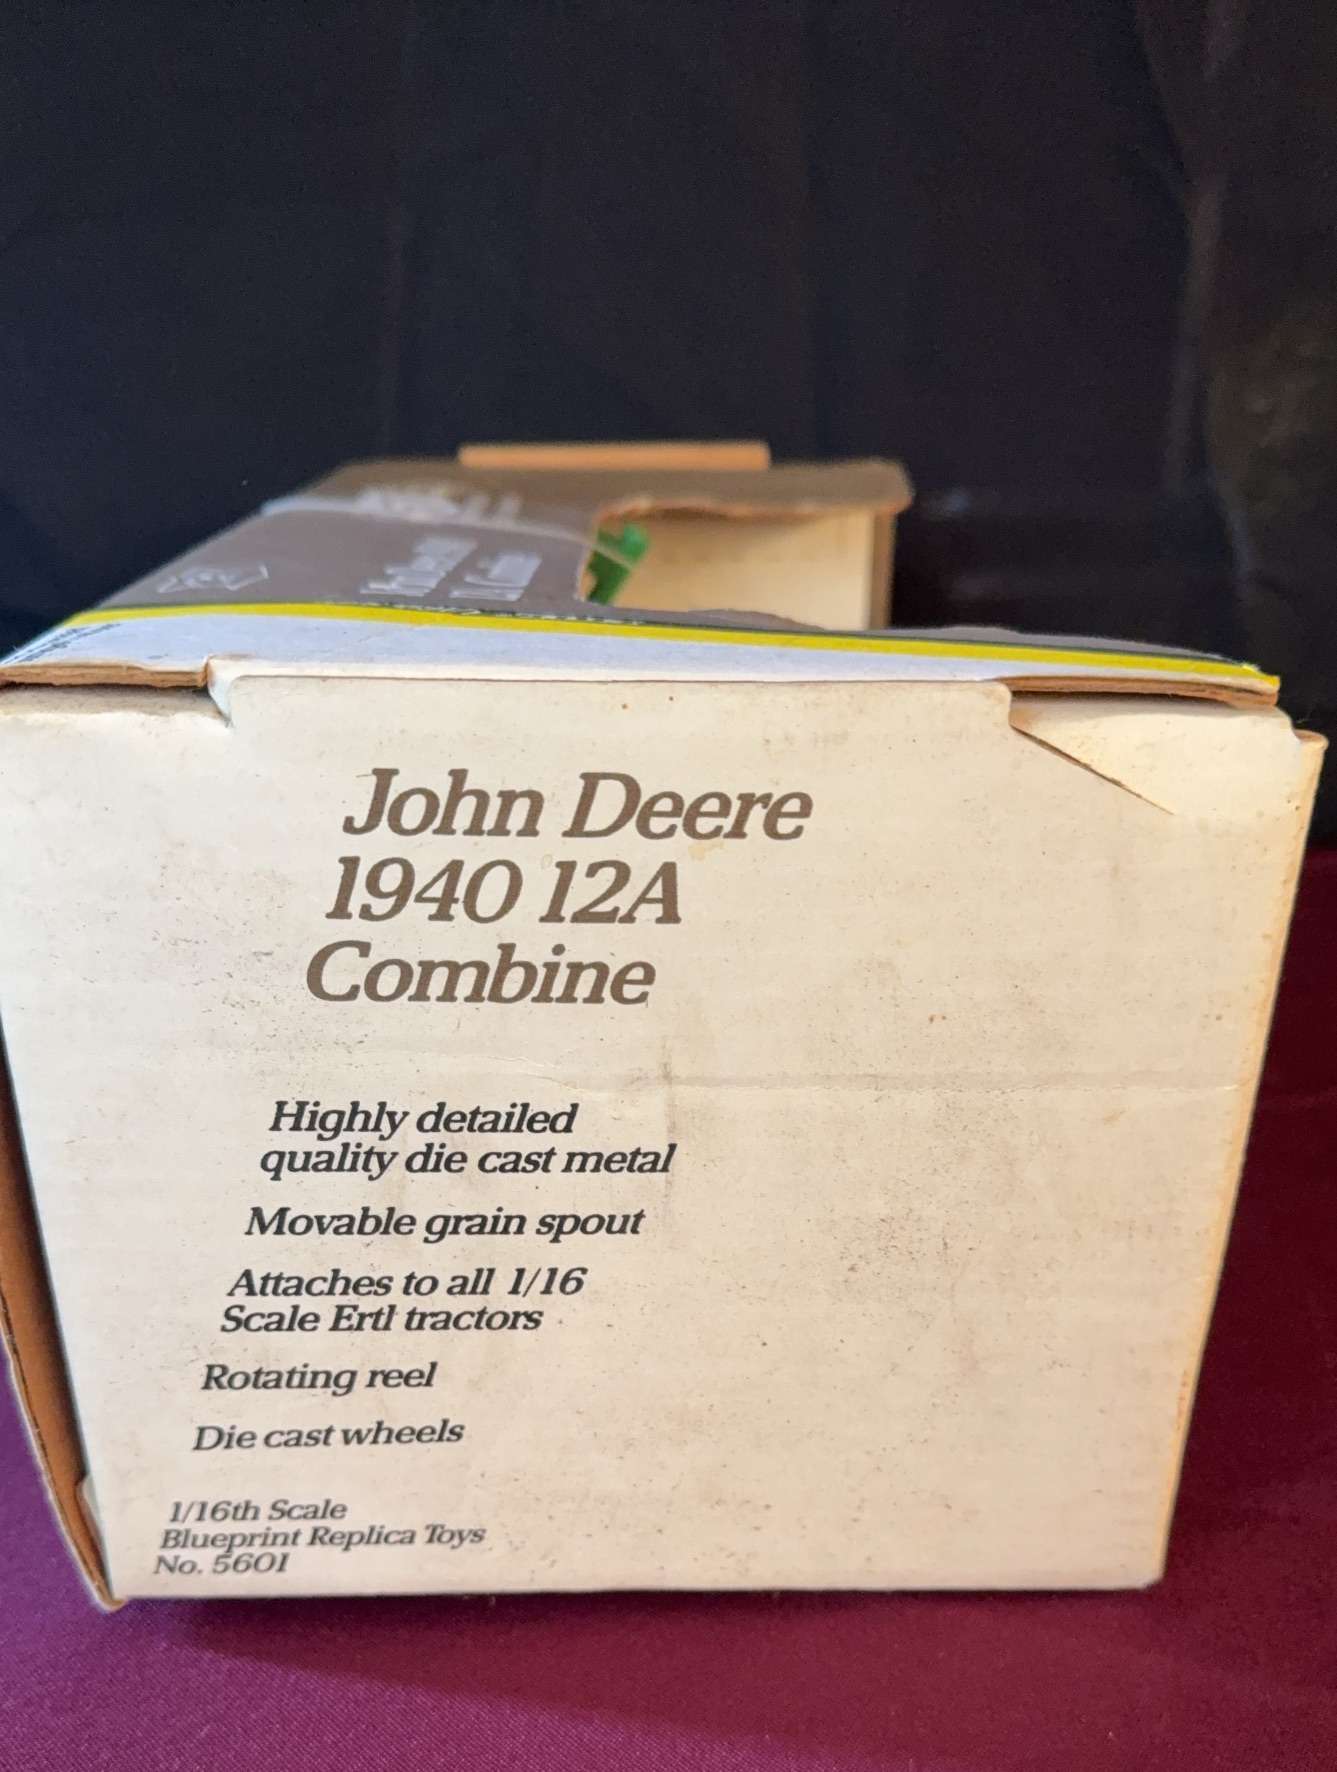 John Deere
1940 12A
Combine
Highly detailed
quality die cast metal
Movable grain spout
Attaches to all 1/16
Scale Ertl tractors
Rotating reel
Die cast wheels
1/16th Scale
Blueprint Replica Toys
No. 5601